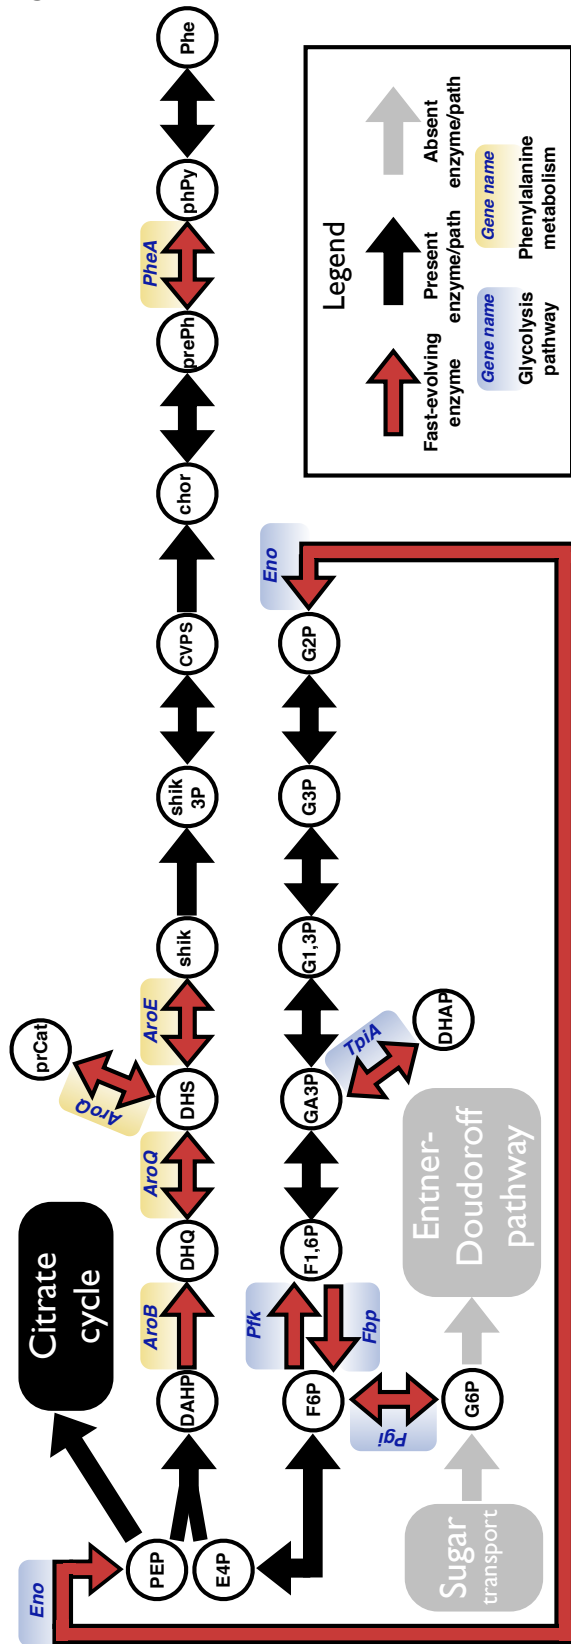 Eno
PEP
E4P
Citrate
cycle
DAHP
AroB
DHQ
AroQ
DHS
AroQ
prCat
AroE
shik
shik
3P
CVPS
chor
prePh
PheA
phPy
Phe
Sugar
transport
G6P
Pgi
F6P
Pfk
Fbp
F1,6P
GA3P
TpiA
DHAP
G1,3P
G3P
G2P
Eno
Entner-
Doudoroff
pathway
Legend
Fast-evolving
enzyme
Present
enzyme/path
Absent
enzyme/path
Gene name
Glycolysis
pathway
Gene name
Phenylalanine
metabolism